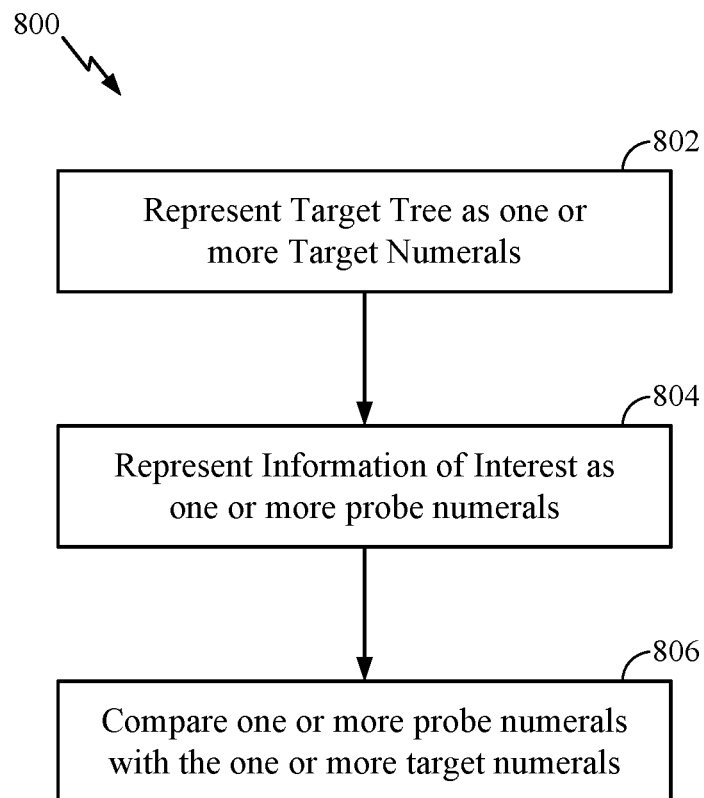 800
802
Represent Target Tree as one or
more Target Numerals
804
Represent Information of Interest as
one or more probe numerals
806
Compare one or more probe numerals
with the one or more target numerals